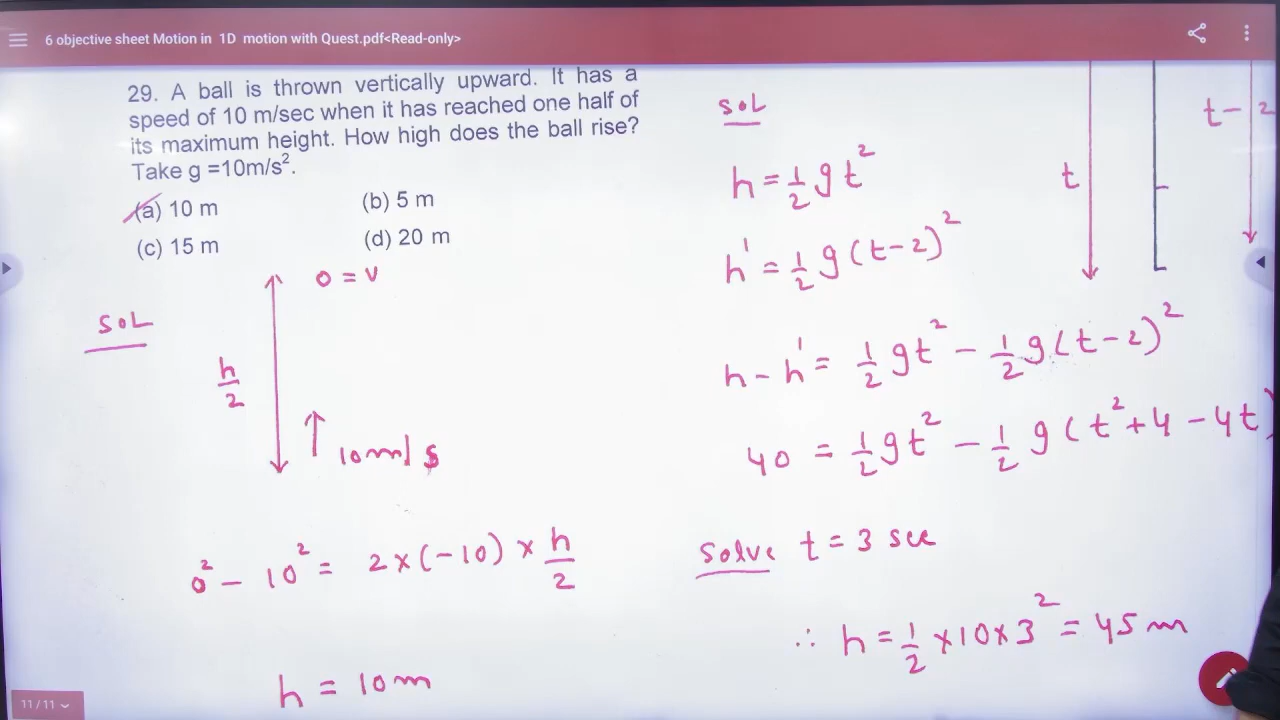 6 objective sheet Motion in 1D motion with Quest.pdf<Read-only>
29. A ball is thrown vertically upward. It has a
speed of 10 m/sec when it has reached one half of
its maximum height. How high does the ball rise?
Take g =10m/s².
(a) 10 m
(b) 5 m
(c) 15 m
(d) 20 m
0 = v
SOL
h/2
10 m/s
0² - 10² = 2 × (-10) × h/2
h = 10 m
SOL
h = 1/2 g t²
h' = 1/2 g (t-2)²
h - h' = 1/2 g t² - 1/2 g (t-2)²
40 = 1/2 g t² - 1/2 g (t² + 4 - 4t)
Solve t = 3 sec
∴ h = 1/2 × 10 × 3² = 45 m
t
t - 2
11 / 11